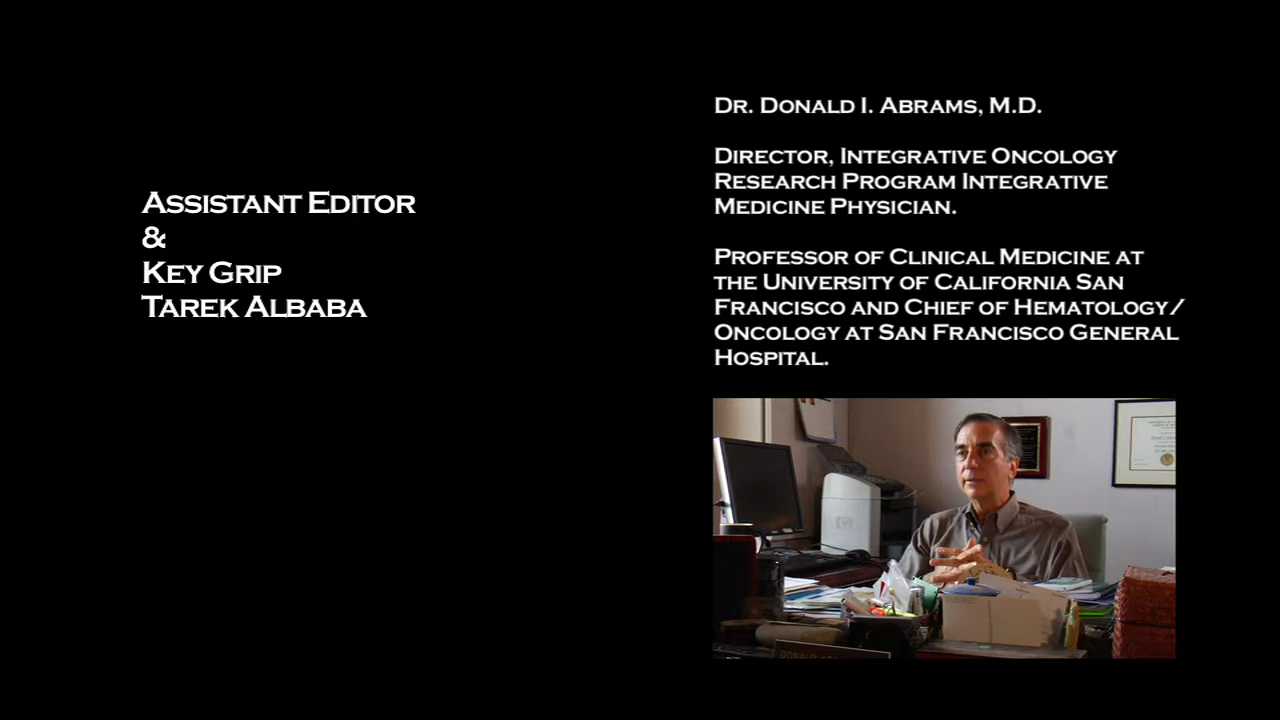 Assistant Editor
&
Key Grip
Tarek Albaba
Dr. Donald I. Abrams, M.D.
Director, Integrative Oncology
Research Program Integrative
Medicine Physician.
Professor of Clinical Medicine at
the University of California San
Francisco and Chief of Hematology/
Oncology at San Francisco General
Hospital.